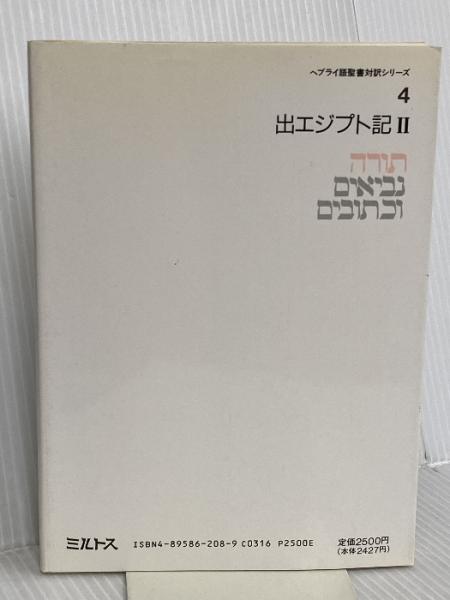 ヘブライ語聖書対訳シリーズ
4
出エジプト記 II
תורה
נביאים
וכתובים
ミルトス
ISBN4-89586-208-9 C0316 P2500E
定価2500円
(本体2427円)